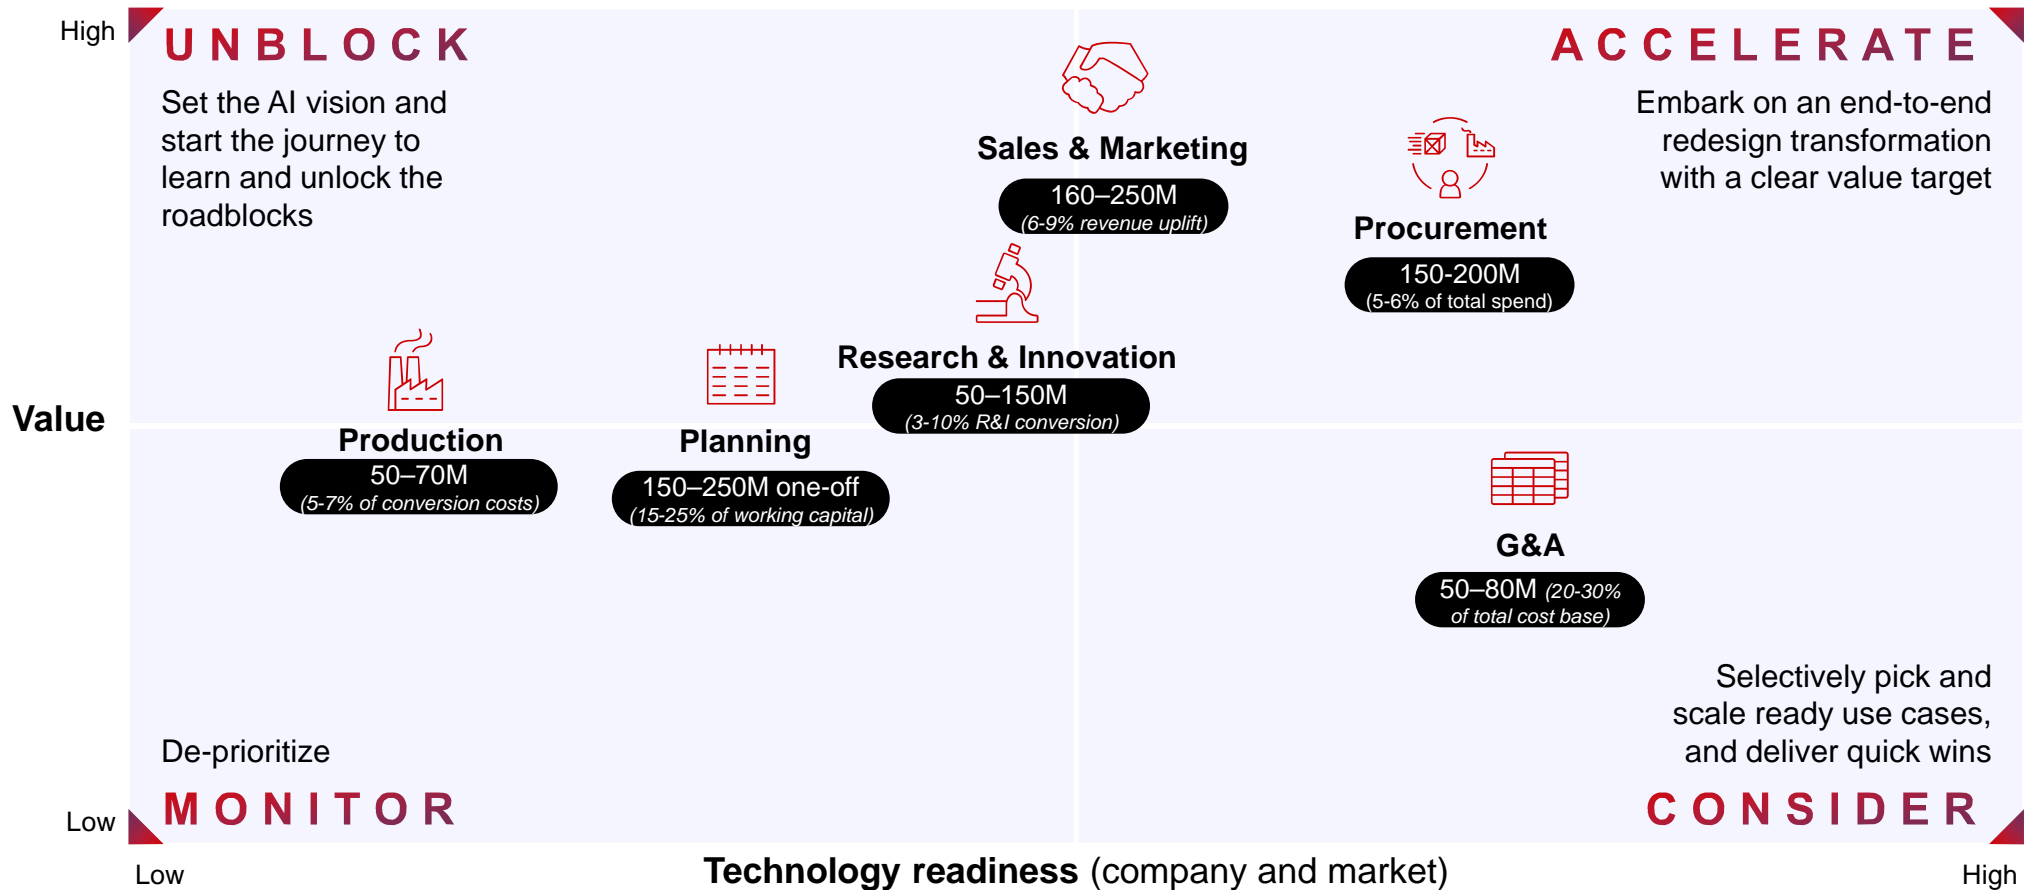 High
UNBLOCK
Set the AI vision and
start the journey to
learn and unlock the
roadblocks
ACCELERATE
Embark on an end-to-end
redesign transformation
with a clear value target
Sales & Marketing
160–250M
(6-9% revenue uplift)
Procurement
150-200M
(5-6% of total spend)
Research & Innovation
50–150M
(3-10% R&I conversion)
Value
Production
50–70M
(5-7% of conversion costs)
Planning
150–250M one-off
(15-25% of working capital)
G&A
50–80M (20-30%
of total cost base)
De-prioritize
MONITOR
Selectively pick and
scale ready use cases,
and deliver quick wins
CONSIDER
Low
Low
Technology readiness (company and market)
High